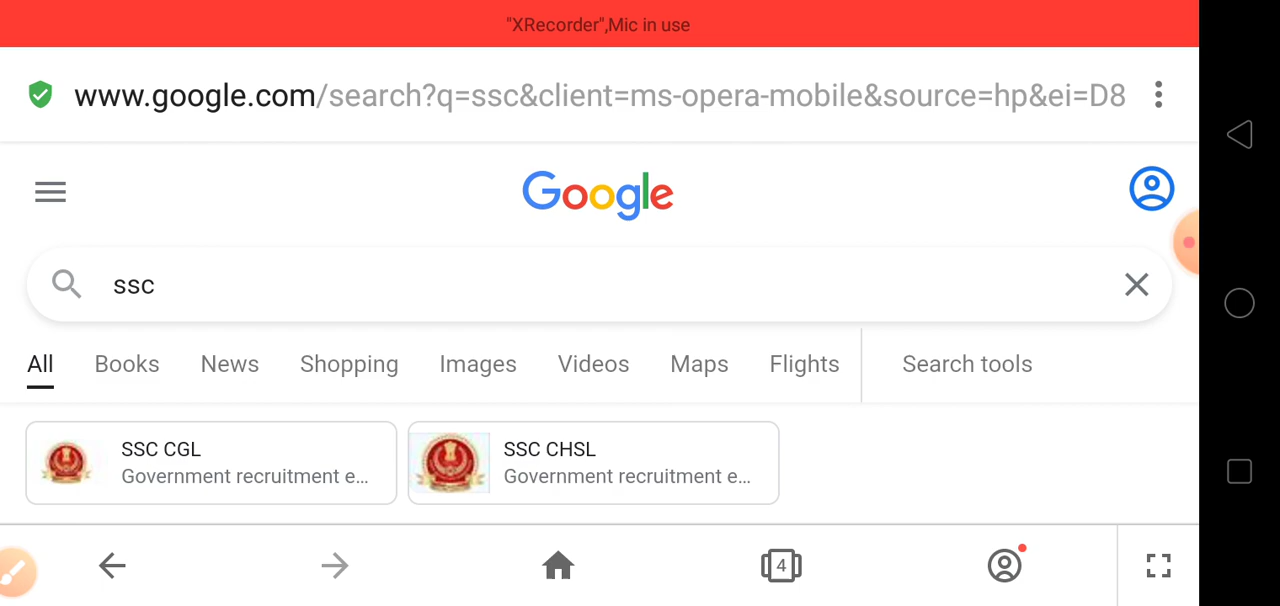 "XRecorder",Mic in use
www.google.com/search?q=ssc&client=ms-opera-mobile&source=hp&ei=D8
Google
ssc
All Books News Shopping Images Videos Maps Flights Search tools
SSC CGL
Government recruitment e...
SSC CHSL
Government recruitment e...
4